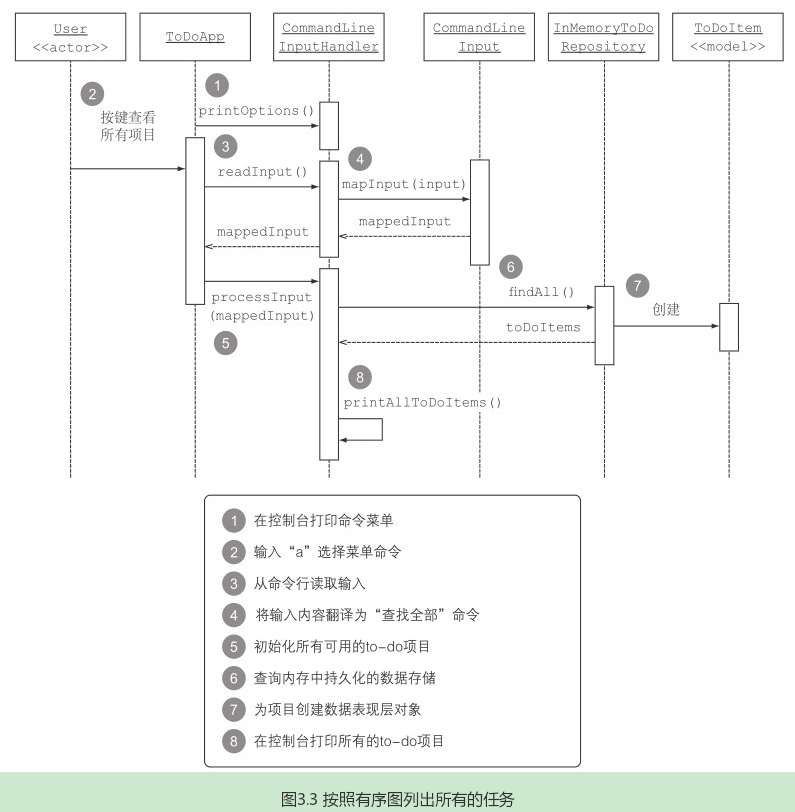 User
<<actor>>
ToDoApp
CommandLine
InputHandler
CommandLine
Input
InMemoryToDo
Repository
ToDoItem
<<model>>
2
按键查看
所有项目
1
printOptions()
3
readInput()
4
mapInput(input)
mappedInput
mappedInput
processInput
(mappedInput)
5
6
findAll()
7
创建
toDoItems
8
printAllToDoItems()
1 在控制台打印命令菜单
2 输入“a”选择菜单命令
3 从命令行读取输入
4 将输入内容翻译为“查找全部”命令
5 初始化所有可用的to-do项目
6 查询内存中持久化的数据存储
7 为项目创建数据表现层对象
8 在控制台打印所有的to-do项目
图3.3 按照有序图列出所有的任务